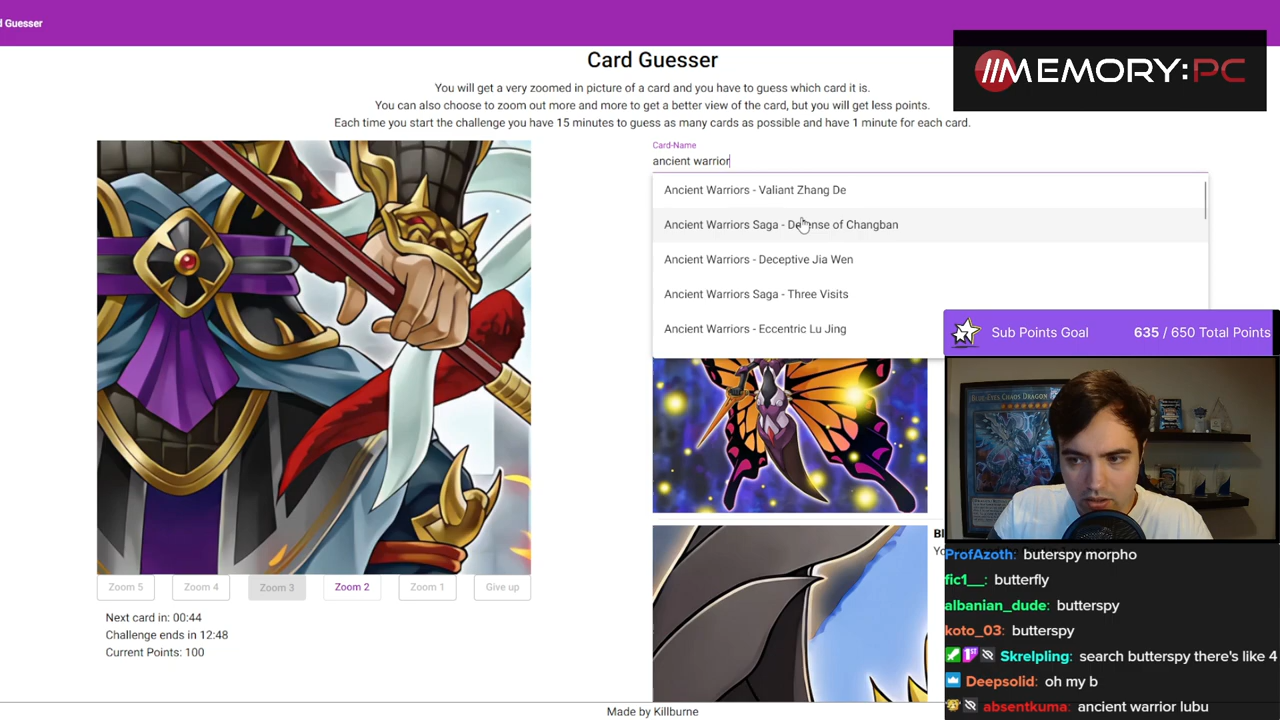 d Guesser
Card Guesser
//MEMORY:PC
You will get a very zoomed in picture of a card and you have to guess which card it is.
You can also choose to zoom out more and more to get a better view of the card, but you will get less points.
Each time you start the challenge you have 15 minutes to guess as many cards as possible and have 1 minute for each card.
Card-Name
ancient warrior
Ancient Warriors - Valiant Zhang De
Ancient Warriors Saga - Defense of Changban
Ancient Warriors - Deceptive Jia Wen
Ancient Warriors Saga - Three Visits
Ancient Warriors - Eccentric Lu Jing
Sub Points Goal 635 / 650 Total Points
BLUE-EYES CHAOS DRAGON
Bl
Yo
Zoom 5 Zoom 4 Zoom 3 Zoom 2 Zoom 1 Give up
Next card in: 00:44
Challenge ends in 12:48
Current Points: 100
ProfAzoth: buterspy morpho
fic1__: butterfly
albanian_dude: butterspy
koto_03: butterspy
Skrelpling: search butterspy there's like 4
Deepsolid: oh my b
absentkuma: ancient warrior lubu
Made by Killburne